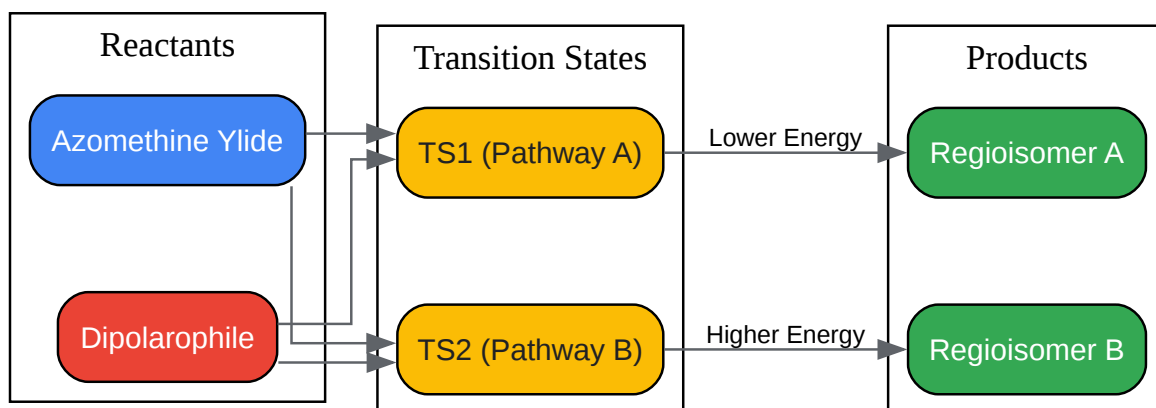 Reactants
Transition States
Products
Azomethine Ylide
TS1 (Pathway A)
Lower Energy
Regioisomer A
Dipolarophile
TS2 (Pathway B)
Higher Energy
Regioisomer B